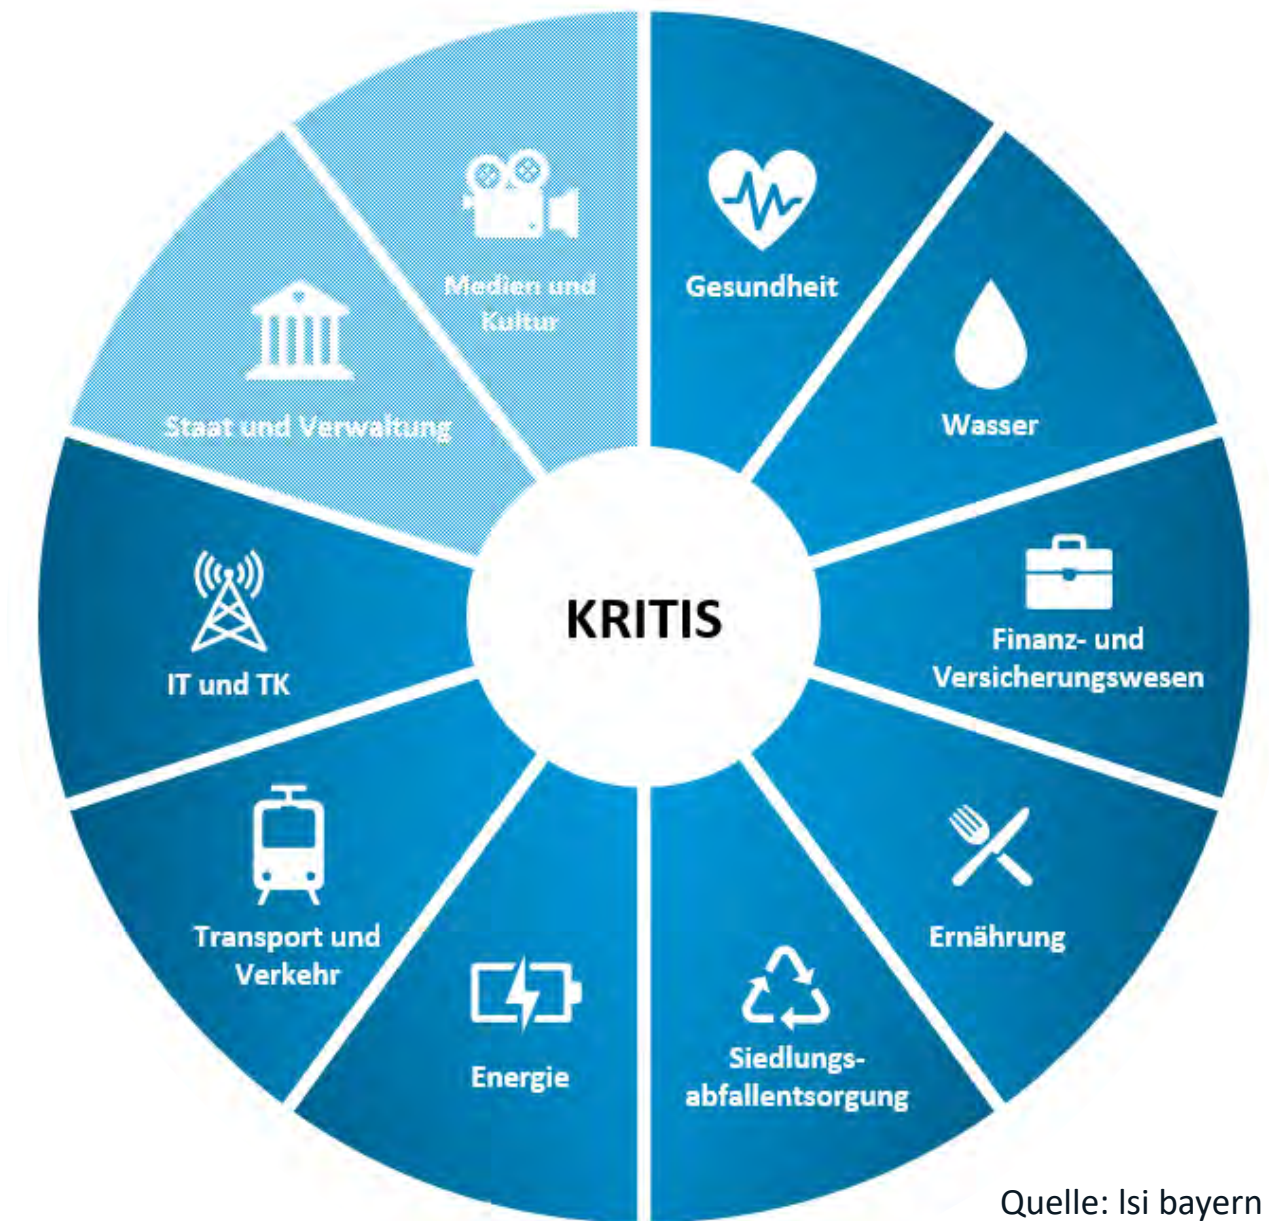 Medien und
Kultur
Gesundheit
Staat und Verwaltung
Wasser
KRITIS
IT und TK
Finanz- und
Versicherungswesen
Transport und
Verkehr
Ernährung
Energie
Siedlungs-
abfallentsorgung
Quelle: lsi bayern